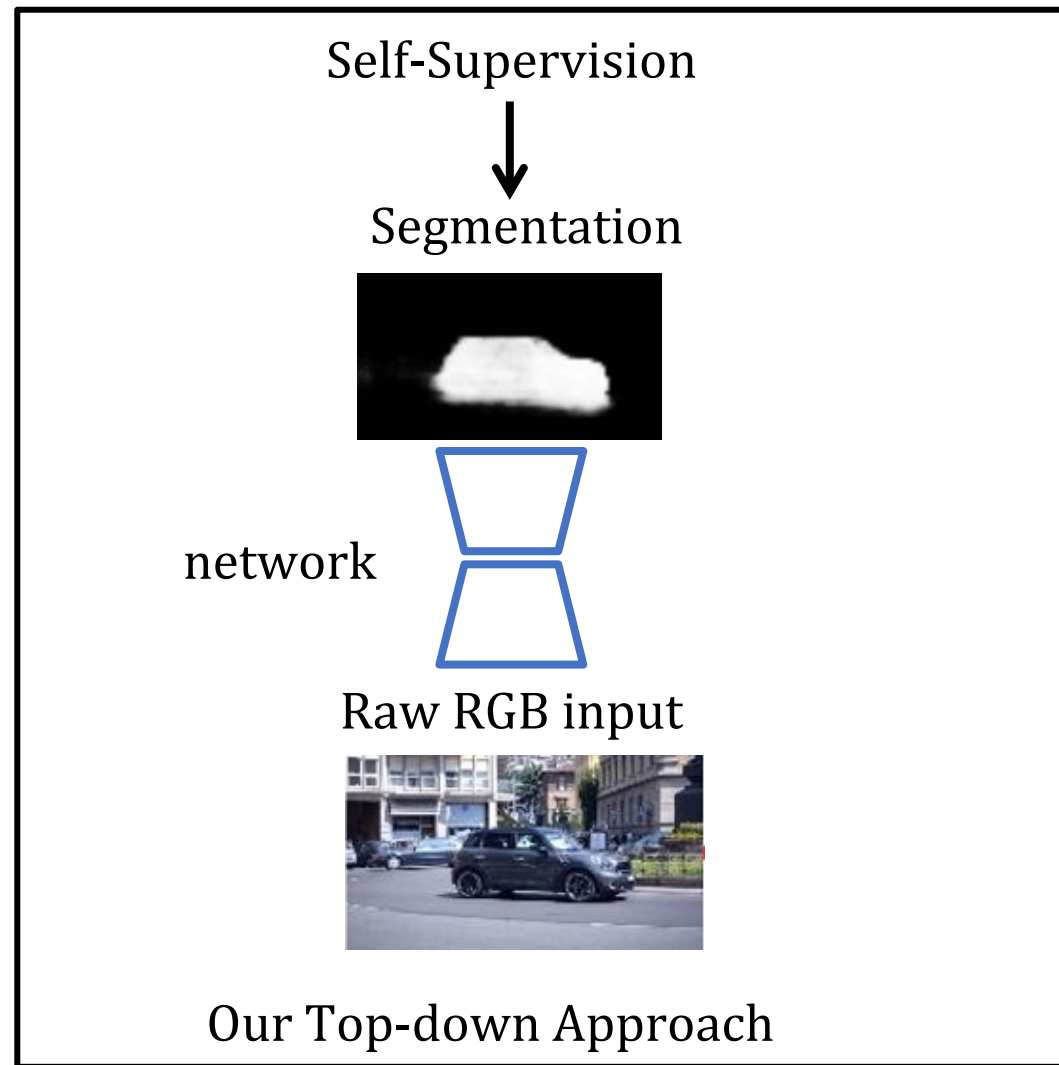 Self-Supervision
Segmentation
network
Raw RGB input
Our Top-down Approach